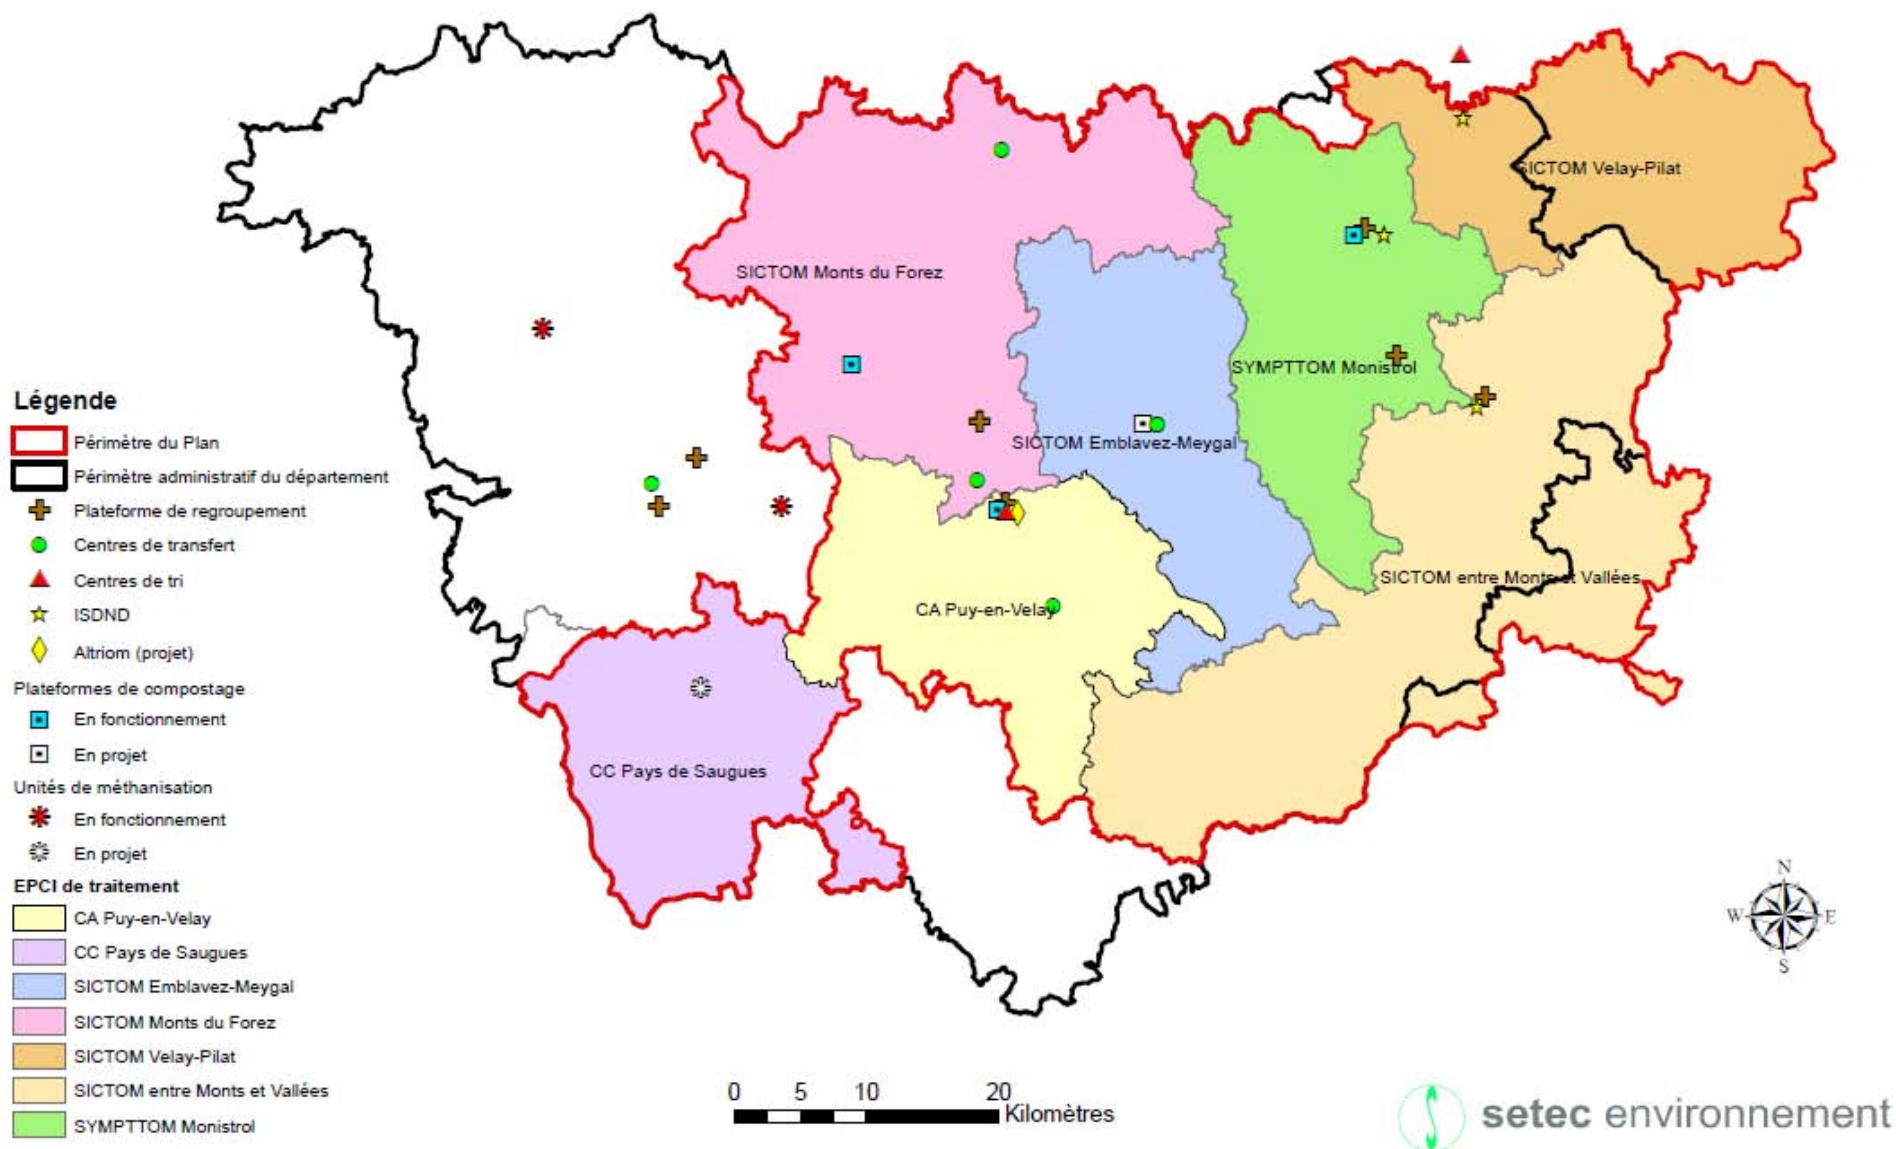 SICTOM Velay-Pilat
SICTOM Monts du Forez
SYMPTTOM Monistrol
SICTOM Emblavez-Meygal
SICTOM entre Monts et Vallées
CA Puy-en-Velay
CC Pays de Saugues
Légende
Périmètre du Plan
Périmètre administratif du département
Plateforme de regroupement
Centres de transfert
Centres de tri
ISDND
Altriom (projet)
Plateformes de compostage
En fonctionnement
En projet
Unités de méthanisation
En fonctionnement
En projet
EPCI de traitement
CA Puy-en-Velay
CC Pays de Saugues
SICTOM Emblavez-Meygal
SICTOM Monts du Forez
SICTOM Velay-Pilat
SICTOM entre Monts et Vallées
SYMPTTOM Monistrol
N
W E
S
0 5 10 20
Kilomètres
setec environnement